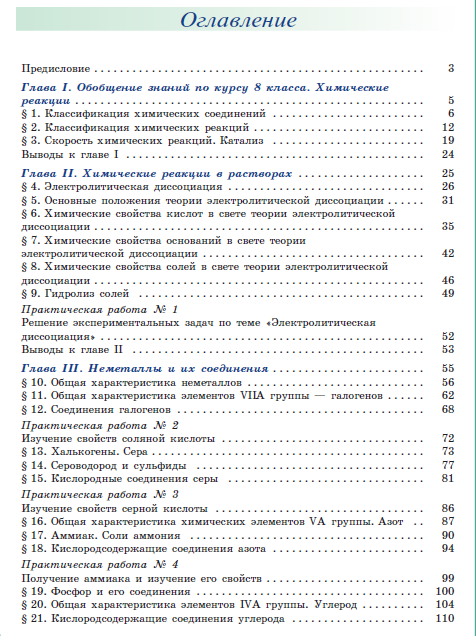 Оглавление
Предисловие 3
Глава I. Обобщение знаний по курсу 8 класса. Химические
реакции 5
§ 1. Классификация химических соединений 6
§ 2. Классификация химических реакций 12
§ 3. Скорость химических реакций. Катализ 19
Выводы к главе I 24
Глава II. Химические реакции в растворах 25
§ 4. Электролитическая диссоциация 26
§ 5. Основные положения теории электролитической диссоциации 31
§ 6. Химические свойства кислот в свете теории электролитической
диссоциации 35
§ 7. Химические свойства оснований в свете теории
электролитической диссоциации 42
§ 8. Химические свойства солей в свете теории электролитической
диссоциации 46
§ 9. Гидролиз солей 49
Практическая работа № 1
Решение экспериментальных задач по теме «Электролитическая
диссоциация» 52
Выводы к главе II 53
Глава III. Неметаллы и их соединения 55
§ 10. Общая характеристика неметаллов 56
§ 11. Общая характеристика элементов VIIA группы — галогенов 62
§ 12. Соединения галогенов 68
Практическая работа № 2
Изучение свойств соляной кислоты 72
§ 13. Халькогены. Сера 73
§ 14. Сероводород и сульфиды 77
§ 15. Кислородные соединения серы 81
Практическая работа № 3
Изучение свойств серной кислоты 86
§ 16. Общая характеристика химических элементов VA группы. Азот 87
§ 17. Аммиак. Соли аммония 90
§ 18. Кислородсодержащие соединения азота 94
Практическая работа № 4
Получение аммиака и изучение его свойств 99
§ 19. Фосфор и его соединения 100
§ 20. Общая характеристика элементов IVA группы. Углерод 104
§ 21. Кислородсодержащие соединения углерода 110